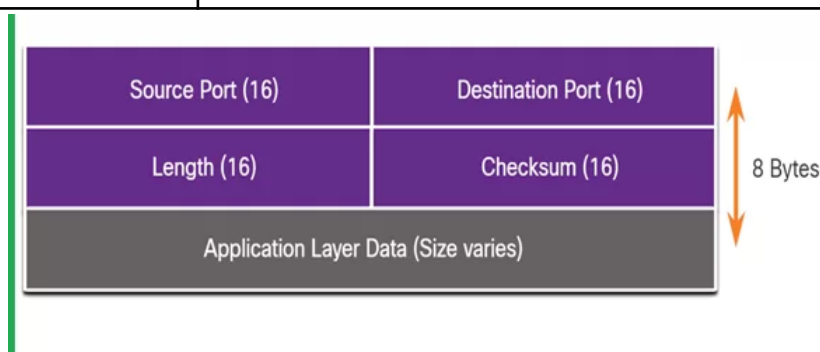 Source Port (16) Destination Port (16)
Length (16) Checksum (16)
8 Bytes
Application Layer Data (Size varies)